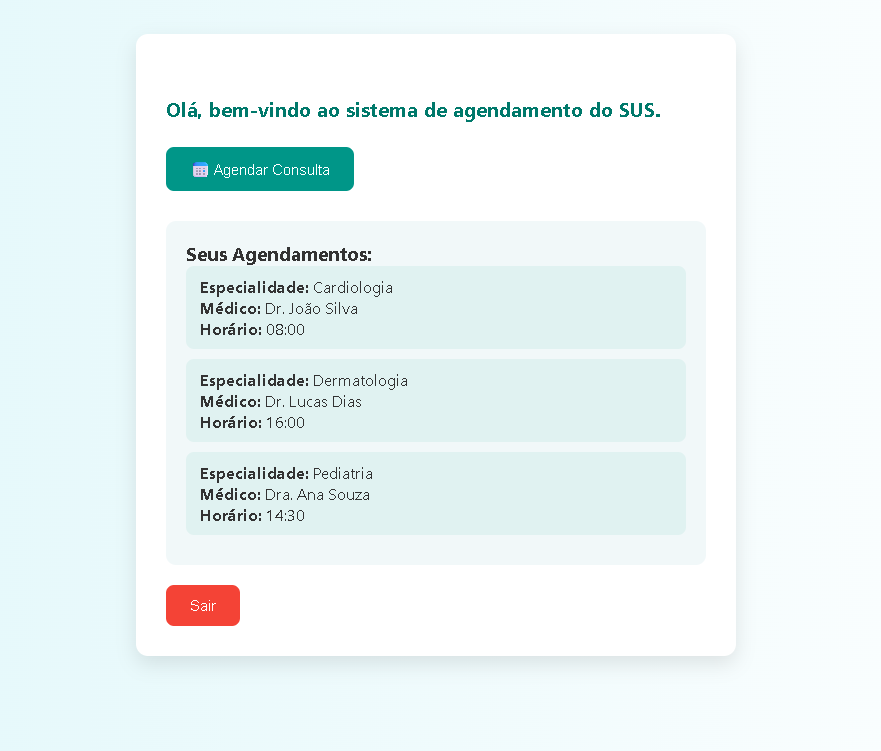 Olá, bem-vindo ao sistema de agendamento do SUS.
Agendar Consulta
Seus Agendamentos:
Especialidade: Cardiologia
Médico: Dr. João Silva
Horário: 08:00
Especialidade: Dermatologia
Médico: Dr. Lucas Dias
Horário: 16:00
Especialidade: Pediatria
Médico: Dra. Ana Souza
Horário: 14:30
Sair